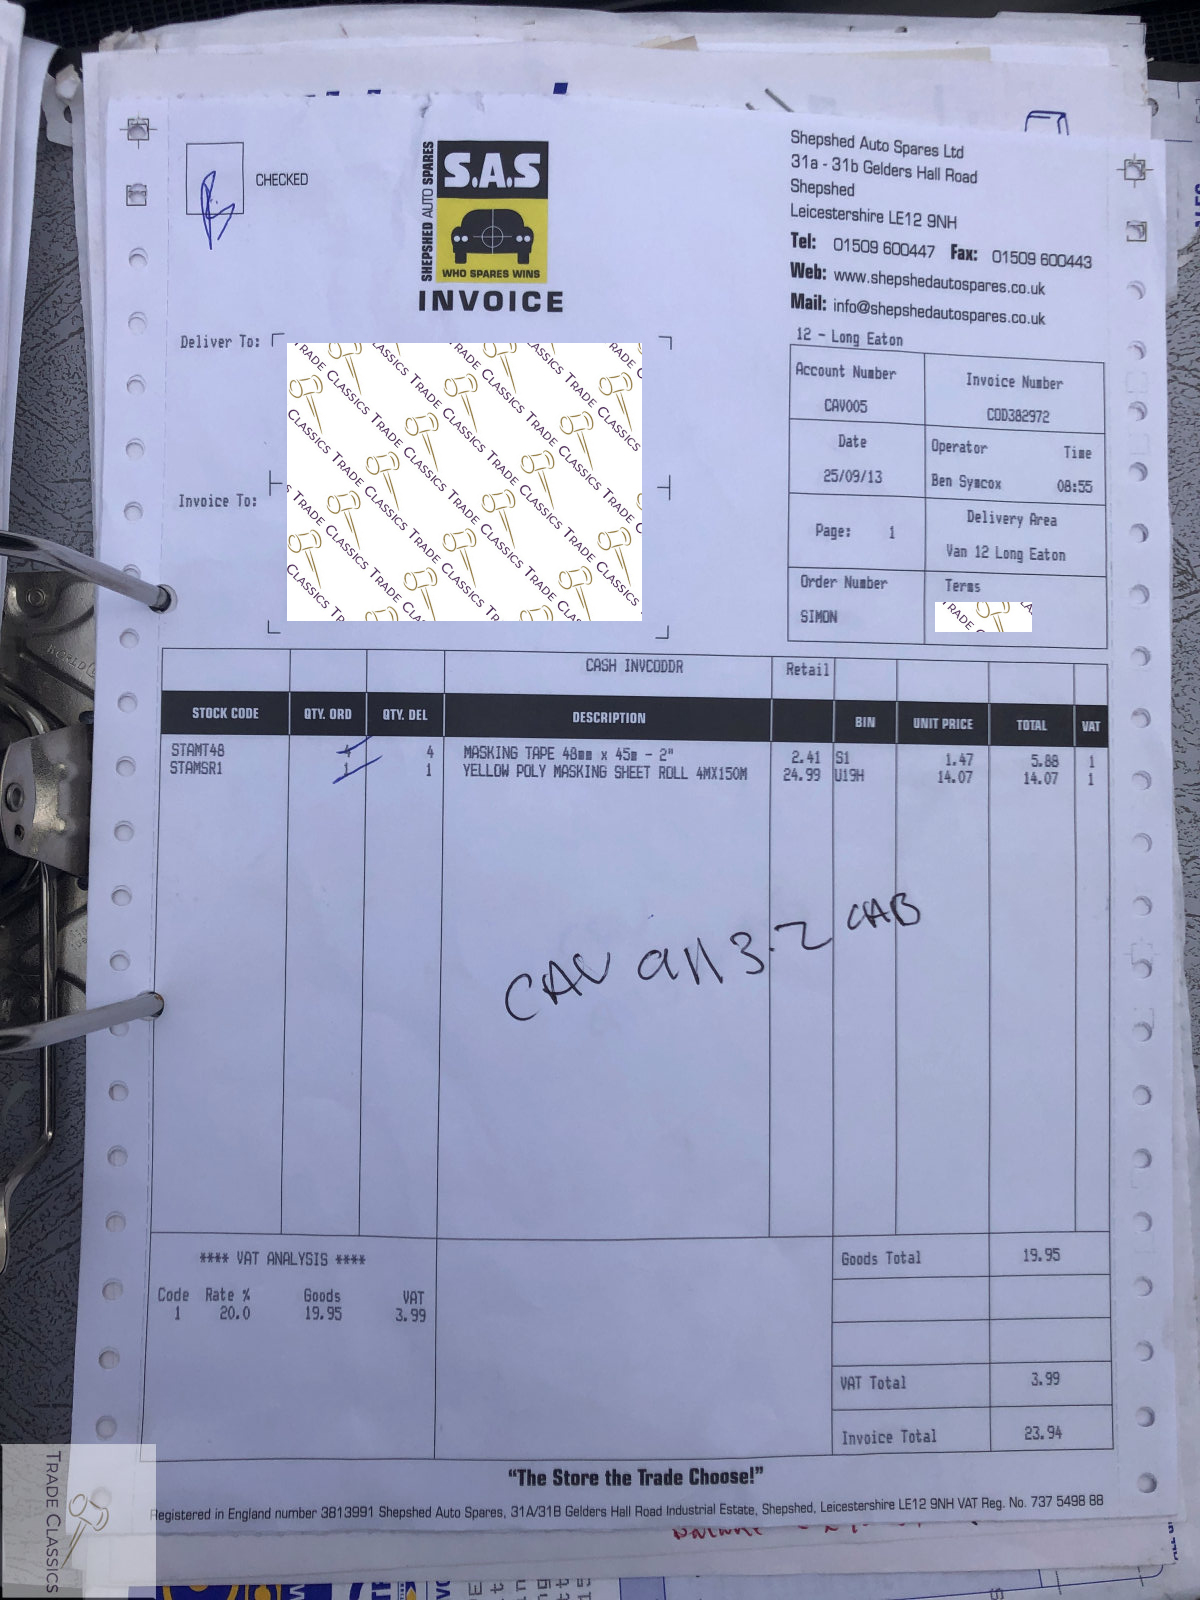 CHECKED
SHEPSHED AUTO SPARES
S.A.S
WHO SPARES WINS
INVOICE
Shepshed Auto Spares Ltd
31a - 31b Gelders Hall Road
Shepshed
Leicestershire LE12 9NH
Tel: 01509 600447 Fax: 01509 600443
Web: www.shepshedautospares.co.uk
Mail: info@shepshedautospares.co.uk
Deliver To:
Invoice To:
TRADE CLASSICS
12 - Long Eaton
Account Number
CAV005
Invoice Number
COD382972
Date
25/09/13
Operator Time
Ben Symcox 08:55
Page: 1
Delivery Area
Van 12 Long Eaton
Order Number
SIMON
Terms
CASH INVCODDR Retail
STOCK CODE QTY. ORD QTY. DEL DESCRIPTION BIN UNIT PRICE TOTAL VAT
STAMT48 4 4 MASKING TAPE 48mm x 45m - 2" 2.41 S1 1.47 5.88 1
STAMSR1 1 1 YELLOW POLY MASKING SHEET ROLL 4MX150M 24.99 U19H 14.07 14.07 1
CAV 911 3.2 CAB
**** VAT ANALYSIS ****
Code Rate % Goods VAT
1 20.0 19.95 3.99
Goods Total 19.95
VAT Total 3.99
Invoice Total 23.94
"The Store the Trade Choose!"
Registered in England number 3813991 Shepshed Auto Spares, 31A/31B Gelders Hall Road Industrial Estate, Shepshed, Leicestershire LE12 9NH VAT Reg. No. 737 5498 88
TRADE CLASSICS